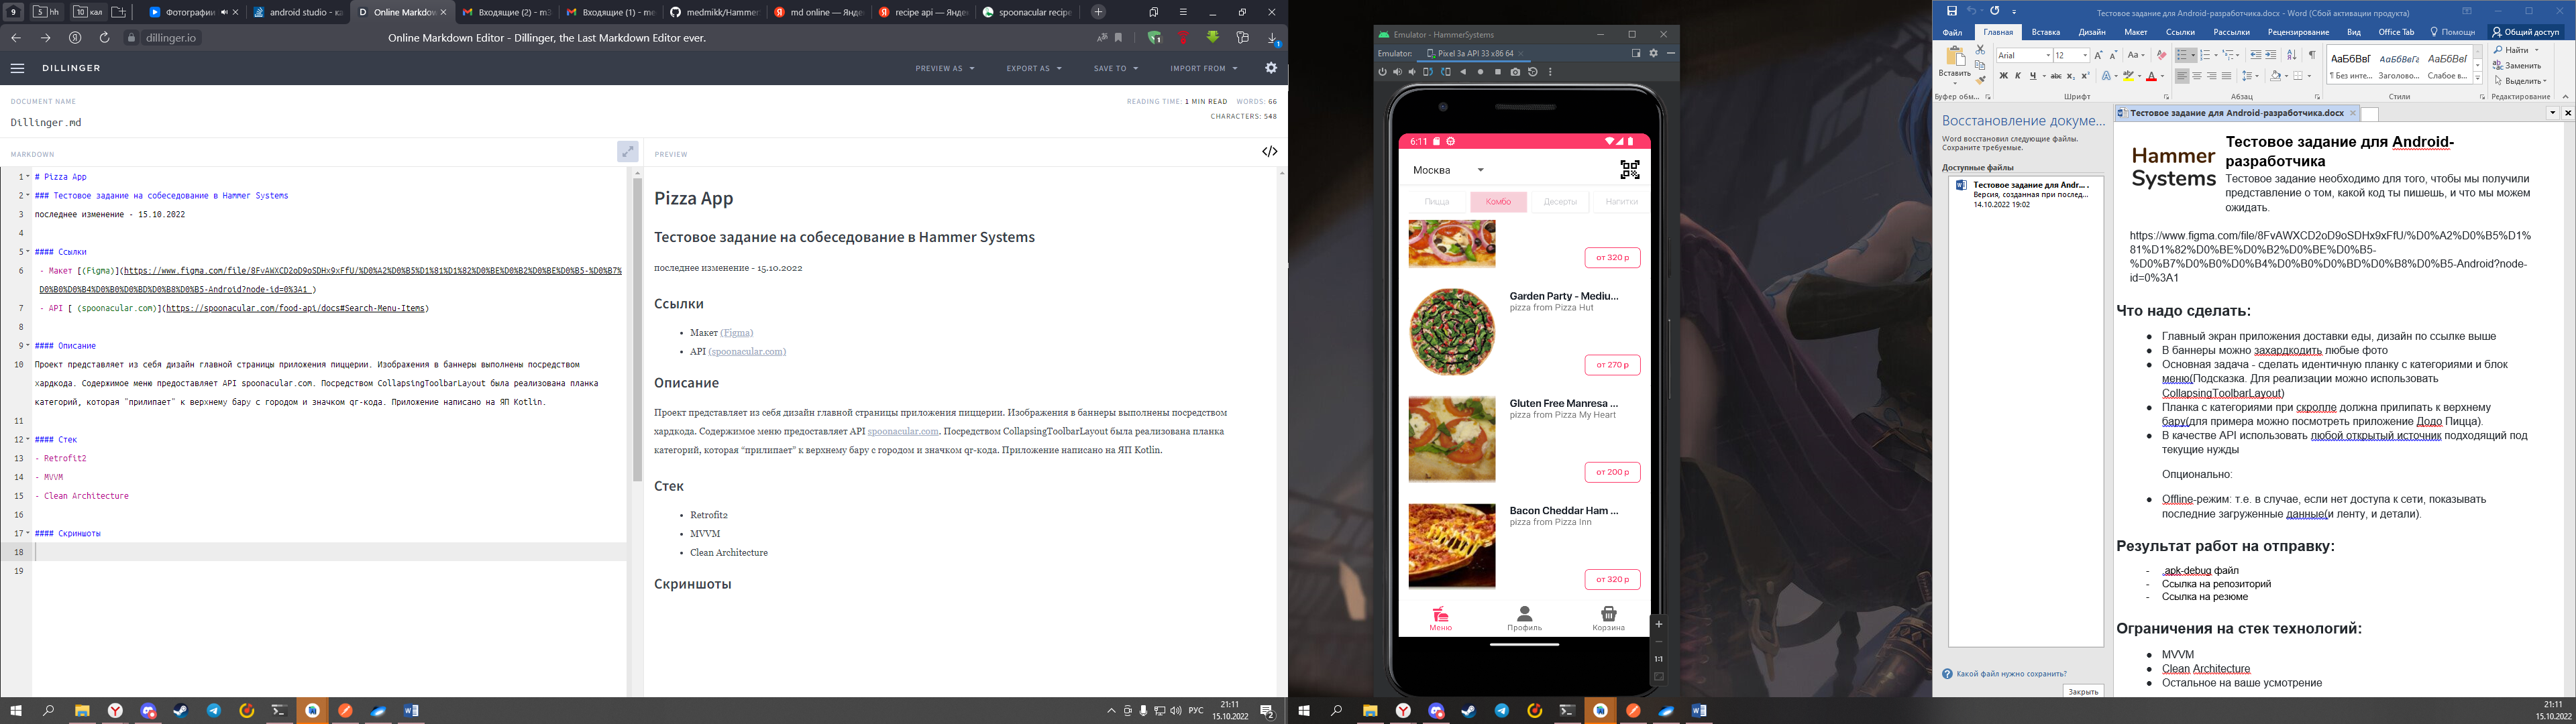 9
5 hh
10 кал
Фотографии
android studio - ка
Online Markdow
Входящие (2) - m3
Входящие (1) - me
medmikk/Hammer
md online — Янде
recipe api — Янде
spoonacular recipe
dillinger.io
Online Markdown Editor - Dillinger, the Last Markdown Editor ever.
DILLINGER
PREVIEW AS
EXPORT AS
SAVE TO
IMPORT FROM
DOCUMENT NAME
READING TIME: 1 MIN READ WORDS: 66
CHARACTERS: 548
Dillinger.md
MARKDOWN
1 # Pizza App
2 ### Тестовое задание на собеседование в Hammer Systems
3 последнее изменение - 15.10.2022
4
5 #### Ссылки
6 - Макет [(Figma)](https://www.figma.com/file/8FvAWXCD2oD9oSDHx9xFfU/%D0%A2%D0%B5%D1%81%D1%82%D0%BE%D0%B2%D0%BE%D0%B5-%D0%B7%
D0%B0%D0%B4%D0%B0%D0%BD%D0%B8%D0%B5-Android?node-id=0%3A1 )
7 - API [ (spoonacular.com)](https://spoonacular.com/food-api/docs#Search-Menu-Items)
8
9 #### Описание
10 Проект представляет из себя дизайн главной страницы приложения пиццерии. Изображения в баннеры выполнены посредством
хардкода. Содержимое меню предоставляет API spoonacular.com. Посредством CollapsingToolbarLayout была реализована планка
категорий, которая "прилипает" к верхнему бару с городом и значком qr-кода. Приложение написано на ЯП Kotlin.
11
12 #### Стек
13 - Retrofit2
14 - MVVM
15 - Clean Architecture
16
17 #### Скриншоты
18
19
PREVIEW
Pizza App
Тестовое задание на собеседование в Hammer Systems
последнее изменение - 15.10.2022
Ссылки
• Макет (Figma)
• API (spoonacular.com)
Описание
Проект представляет из себя дизайн главной страницы приложения пиццерии. Изображения в баннеры выполнены посредством
хардкода. Содержимое меню предоставляет API spoonacular.com. Посредством CollapsingToolbarLayout была реализована планка
категорий, которая “прилипает” к верхнему бару с городом и значком qr-кода. Приложение написано на ЯП Kotlin.
Стек
• Retrofit2
• MVVM
• Clean Architecture
Скриншоты
РУС
21:11
15.10.2022
2
Emulator - HammerSystems
Emulator:
Pixel 3a API 33 x86 64
6:11
Москва
Пицца
Комбо
Десерты
Напитки
от 320 р
Garden Party - Mediu...
pizza from Pizza Hut
от 270 р
Gluten Free Manresa ...
pizza from Pizza My Heart
от 200 р
Bacon Cheddar Ham ...
pizza from Pizza Inn
от 320 р
Меню
Профиль
Корзина
1:1
Тестовое задание для Android-разработчика.docx - Word (Сбой активации продукта)
Файл
Главная
Вставка
Дизайн
Макет
Ссылки
Рассылки
Рецензирование
Вид
Office Tab
Помощн
Общий доступ
Вставить
Arial
12
Ж К Ч abc x₂ x²
АаБбВвГ
АаБбВвГг
АаБбВвГ
¶ Без инте...
Заголово...
Слабое в...
Найти
Заменить
Выделить
Буфер обм...
Шрифт
Абзац
Стили
Редактирование
Восстановление докуме...
Word восстановил следующие файлы.
Сохраните требуемые.
Доступные файлы
Тестовое задание для Andr... .
Версия, созданная при послед...
14.10.2022 19:02
Какой файл нужно сохранить?
Закрыть
Тестовое задание для Android-разработчика.docx
Hammer
Systems
Тестовое задание для Android-
разработчика
Тестовое задание необходимо для того, чтобы мы получили
представление о том, какой код ты пишешь, и что мы можем
ожидать.
https://www.figma.com/file/8FvAWXCD2oD9oSDHx9xFfU/%D0%A2%D0%B5%D1%
81%D1%82%D0%BE%D0%B2%D0%BE%D0%B5-
%D0%B7%D0%B0%D0%B4%D0%B0%D0%BD%D0%B8%D0%B5-Android?node-
id=0%3A1
Что надо сделать:
● Главный экран приложения доставки еды, дизайн по ссылке выше
● В баннеры можно захардкодить любые фото
● Основная задача - сделать идентичную планку с категориями и блок
меню(Подсказка. Для реализации можно использовать
CollapsingToolbarLayout)
● Планка с категориями при скролле должна прилипать к верхнему
бару(для примера можно посмотреть приложение Додо Пицца).
● В качестве API использовать любой открытый источник подходящий под
текущие нужды
Опционально:
● Offline-режим: т.е. в случае, если нет доступа к сети, показывать
последние загруженные данные(и ленту, и детали).
Результат работ на отправку:
- .apk-debug файл
- Ссылка на репозиторий
- Ссылка на резюме
Ограничения на стек технологий:
● MVVM
● Clean Architecture
● Остальное на ваше усмотрение
21:11
15.10.2022